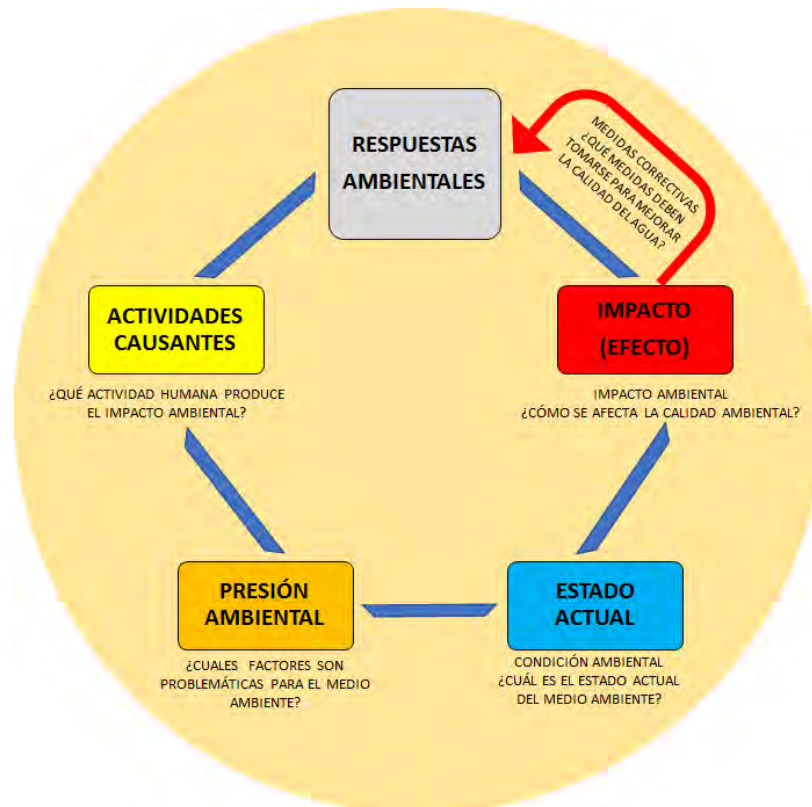 RESPUESTAS
AMBIENTALES
MEDIDAS CORRECTIVAS
¿QUÉ MEDIDAS DEBEN
TOMARSE PARA MEJORAR
LA CALIDAD DEL AGUA?
ACTIVIDADES
CAUSANTES
¿QUÉ ACTIVIDAD HUMANA PRODUCE
EL IMPACTO AMBIENTAL?
IMPACTO
(EFECTO)
IMPACTO AMBIENTAL
¿CÓMO SE AFECTA LA CALIDAD AMBIENTAL?
PRESIÓN
AMBIENTAL
¿CUALES FACTORES SON
PROBLEMÁTICAS PARA EL MEDIO
AMBIENTE?
ESTADO
ACTUAL
CONDICIÓN AMBIENTAL
¿CUÁL ES EL ESTADO ACTUAL
DEL MEDIO AMBIENTE?